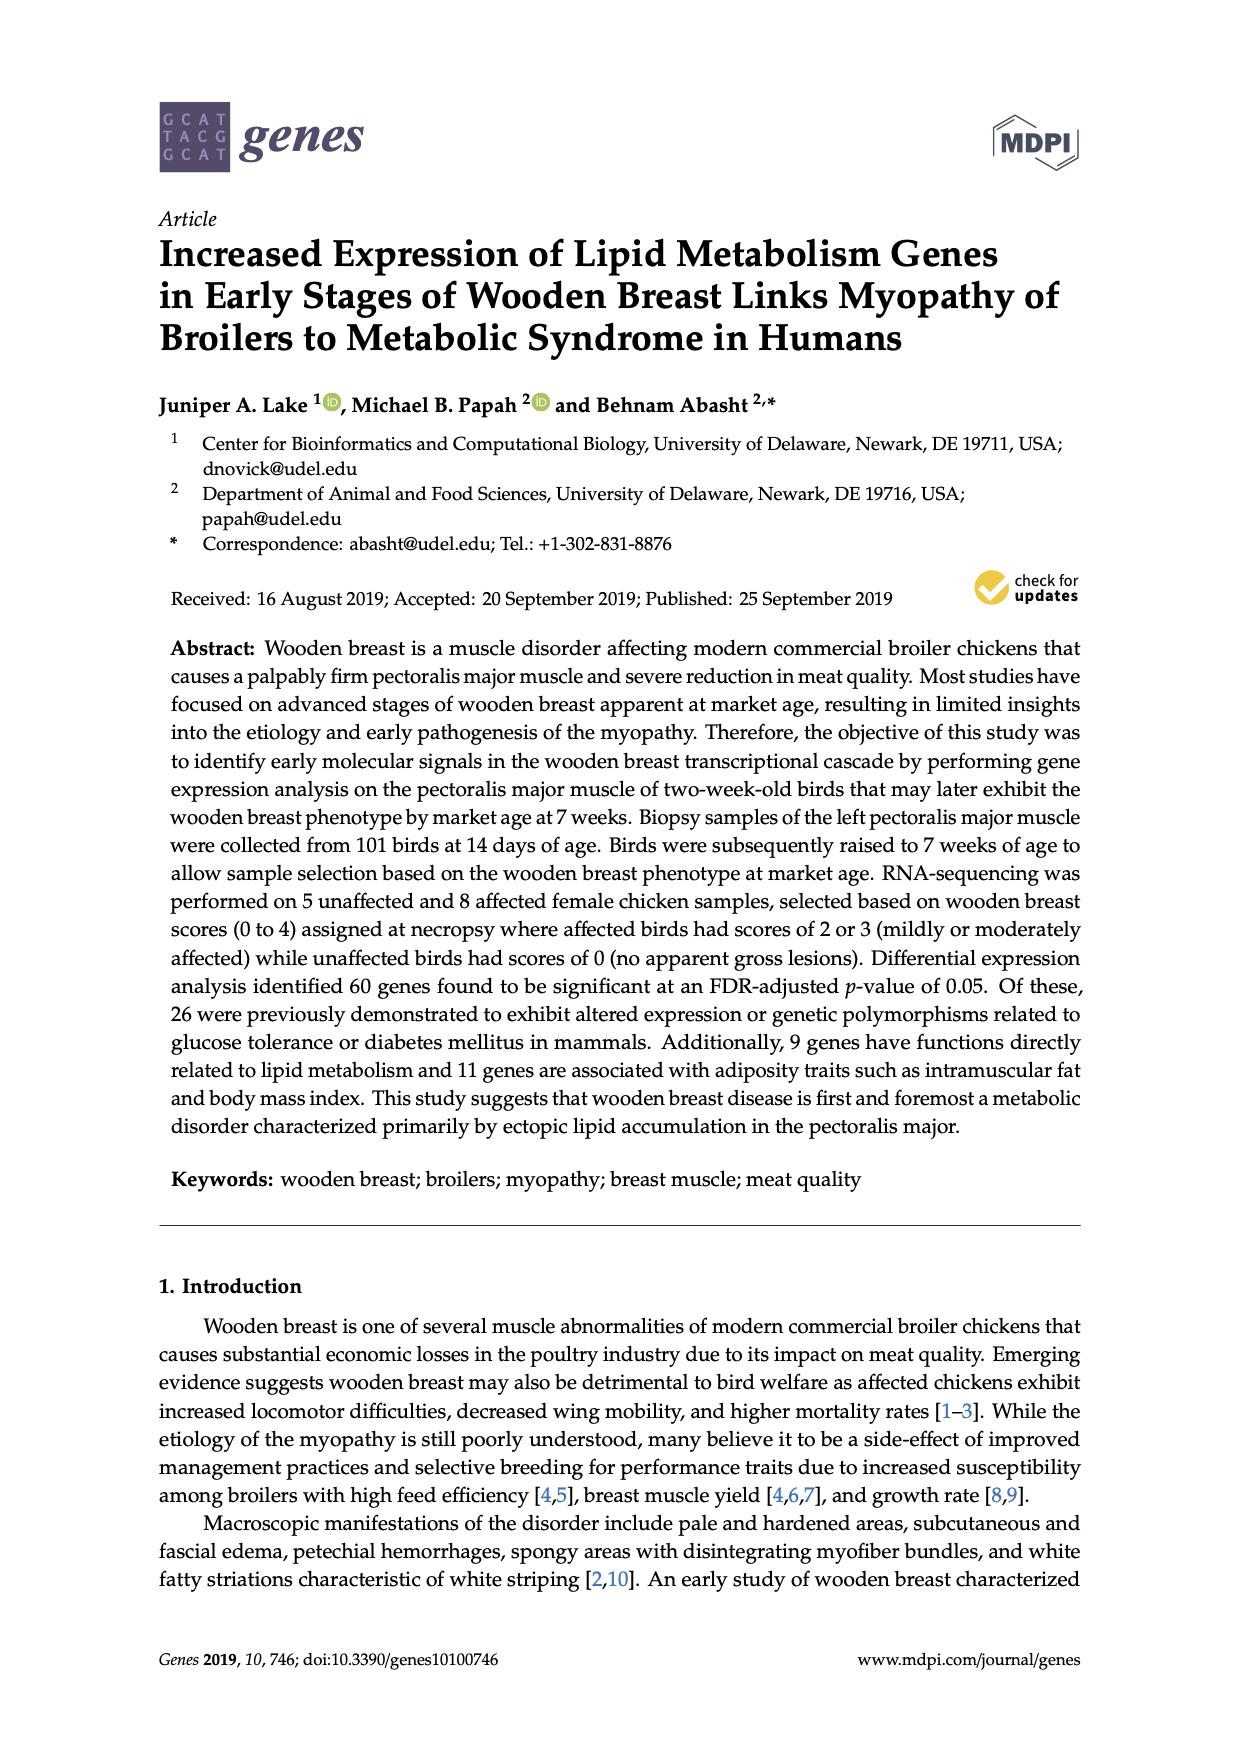 GCAT
TACG
GCAT
genes
MDPI
Article
Increased Expression of Lipid Metabolism Genes
in Early Stages of Wooden Breast Links Myopathy of
Broilers to Metabolic Syndrome in Humans
Juniper A. Lake 1 iD, Michael B. Papah 2 iD and Behnam Abasht 2,*
1 Center for Bioinformatics and Computational Biology, University of Delaware, Newark, DE 19711, USA;
dnovick@udel.edu
2 Department of Animal and Food Sciences, University of Delaware, Newark, DE 19716, USA;
papah@udel.edu
* Correspondence: abasht@udel.edu; Tel.: +1-302-831-8876
Received: 16 August 2019; Accepted: 20 September 2019; Published: 25 September 2019
check for
updates
Abstract: Wooden breast is a muscle disorder affecting modern commercial broiler chickens that
causes a palpably firm pectoralis major muscle and severe reduction in meat quality. Most studies have
focused on advanced stages of wooden breast apparent at market age, resulting in limited insights
into the etiology and early pathogenesis of the myopathy. Therefore, the objective of this study was
to identify early molecular signals in the wooden breast transcriptional cascade by performing gene
expression analysis on the pectoralis major muscle of two-week-old birds that may later exhibit the
wooden breast phenotype by market age at 7 weeks. Biopsy samples of the left pectoralis major muscle
were collected from 101 birds at 14 days of age. Birds were subsequently raised to 7 weeks of age to
allow sample selection based on the wooden breast phenotype at market age. RNA-sequencing was
performed on 5 unaffected and 8 affected female chicken samples, selected based on wooden breast
scores (0 to 4) assigned at necropsy where affected birds had scores of 2 or 3 (mildly or moderately
affected) while unaffected birds had scores of 0 (no apparent gross lesions). Differential expression
analysis identified 60 genes found to be significant at an FDR-adjusted p-value of 0.05. Of these,
26 were previously demonstrated to exhibit altered expression or genetic polymorphisms related to
glucose tolerance or diabetes mellitus in mammals. Additionally, 9 genes have functions directly
related to lipid metabolism and 11 genes are associated with adiposity traits such as intramuscular fat
and body mass index. This study suggests that wooden breast disease is first and foremost a metabolic
disorder characterized primarily by ectopic lipid accumulation in the pectoralis major.
Keywords: wooden breast; broilers; myopathy; breast muscle; meat quality
1. Introduction
Wooden breast is one of several muscle abnormalities of modern commercial broiler chickens that
causes substantial economic losses in the poultry industry due to its impact on meat quality. Emerging
evidence suggests wooden breast may also be detrimental to bird welfare as affected chickens exhibit
increased locomotor difficulties, decreased wing mobility, and higher mortality rates [1–3]. While the
etiology of the myopathy is still poorly understood, many believe it to be a side-effect of improved
management practices and selective breeding for performance traits due to increased susceptibility
among broilers with high feed efficiency [4,5], breast muscle yield [4,6,7], and growth rate [8,9].
Macroscopic manifestations of the disorder include pale and hardened areas, subcutaneous and
fascial edema, petechial hemorrhages, spongy areas with disintegrating myofiber bundles, and white
fatty striations characteristic of white striping [2,10]. An early study of wooden breast characterized
Genes 2019, 10, 746; doi:10.3390/genes10100746
www.mdpi.com/journal/genes